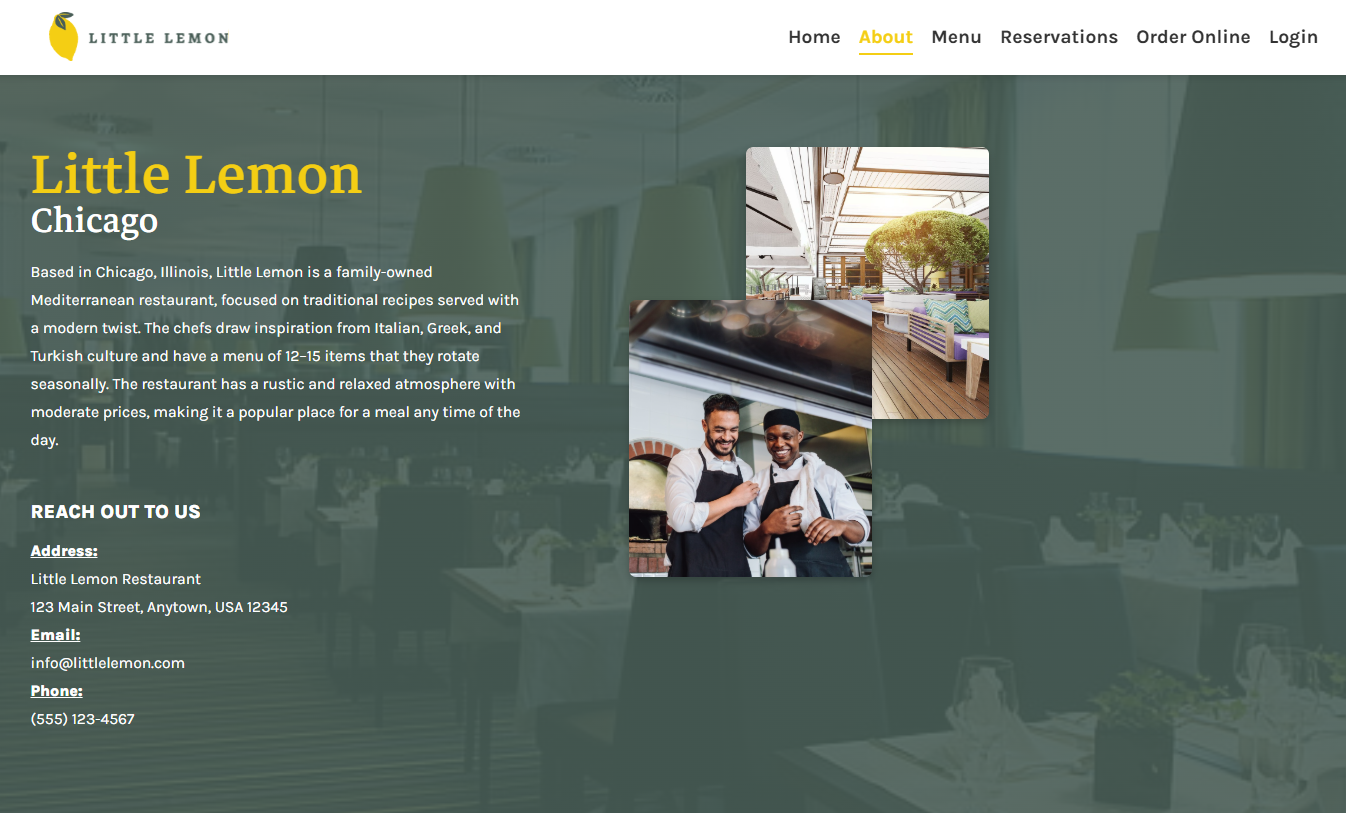 LITTLE LEMON
Home About Menu Reservations Order Online Login
Little Lemon
Chicago
Based in Chicago, Illinois, Little Lemon is a family-owned
Mediterranean restaurant, focused on traditional recipes served with
a modern twist. The chefs draw inspiration from Italian, Greek, and
Turkish culture and have a menu of 12–15 items that they rotate
seasonally. The restaurant has a rustic and relaxed atmosphere with
moderate prices, making it a popular place for a meal any time of the
day.
REACH OUT TO US
Address:
Little Lemon Restaurant
123 Main Street, Anytown, USA 12345
Email:
info@littlelemon.com
Phone:
(555) 123-4567